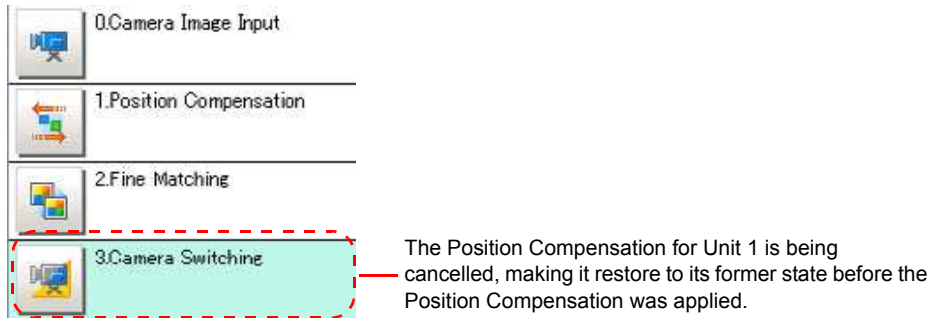 0.Camera Image Input
1.Position Compensation
2.Fine Matching
3.Camera Switching
The Position Compensation for Unit 1 is being
cancelled, making it restore to its former state before the
Position Compensation was applied.